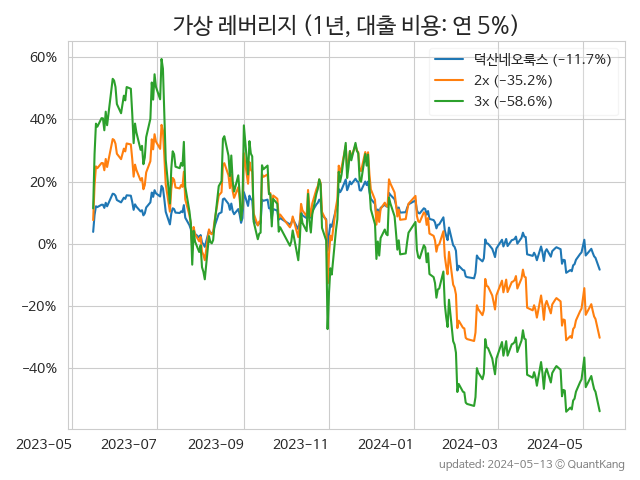 가상 레버리지 (1년, 대출 비용: 연 5%)
덕산네오룩스 (−11.7%)
2x (−35.2%)
3x (−58.6%)
60%
40%
20%
0%
−20%
−40%
2023-05 2023-07 2023-09 2023-11 2024-01 2024-03 2024-05
updated: 2024-05-13 © QuantKang